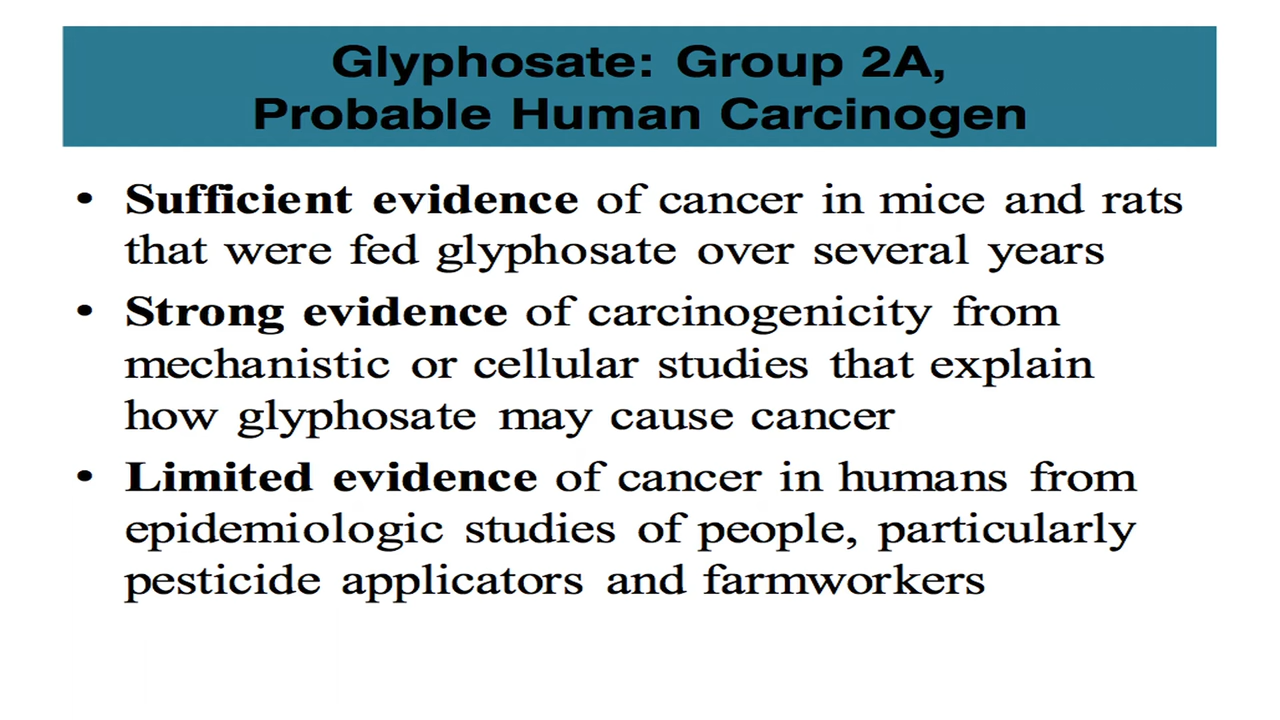 Glyphosate: Group 2A,
Probable Human Carcinogen
• Sufficient evidence of cancer in mice and rats
that were fed glyphosate over several years
• Strong evidence of carcinogenicity from
mechanistic or cellular studies that explain
how glyphosate may cause cancer
• Limited evidence of cancer in humans from
epidemiologic studies of people, particularly
pesticide applicators and farmworkers